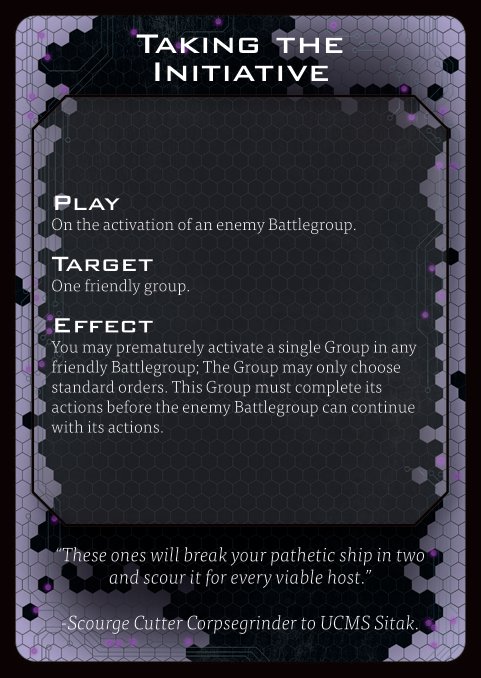 Taking the
Initiative
Play
On the activation of an enemy Battlegroup.
Target
One friendly group.
Effect
You may prematurely activate a single Group in any
friendly Battlegroup; The Group may only choose
standard orders. This Group must complete its
actions before the enemy Battlegroup can continue
with its actions.
“These ones will break your pathetic ship in two
and scour it for every viable host.”
-Scourge Cutter Corpsegrinder to UCMS Sitak.